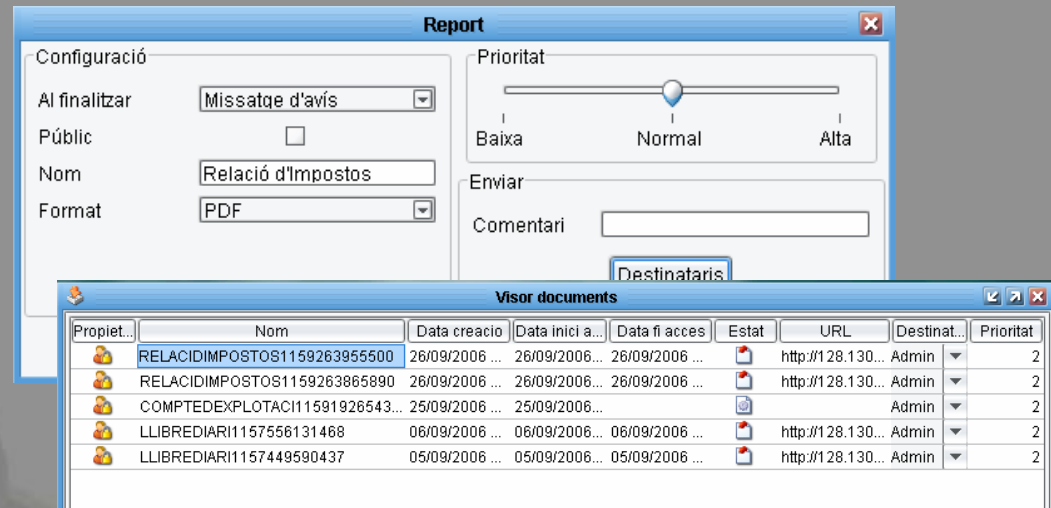 Report
Configuració
Al finalitzar Missatge d'avís
Públic
Nom Relació d'Impostos
Format PDF
Prioritat
Baixa Normal Alta
Enviar
Comentari
Destinataris
Visor documents
Propiet... Nom Data creacio Data inici a... Data fi acces Estat URL Destinat... Prioritat
RELACIDIMPOSTOS1159263955500 26/09/2006 ... 26/09/2006... 26/09/2006 ... http://128.130... Admin 2
RELACIDIMPOSTOS1159263865890 26/09/2006 ... 26/09/2006... 26/09/2006 ... http://128.130... Admin 2
COMPTEDEXPLOTACI11591926543... 25/09/2006 ... 25/09/2006... Admin 2
LLIBREDIARI1157556131468 06/09/2006 ... 06/09/2006... 06/09/2006 ... http://128.130... Admin 2
LLIBREDIARI1157449590437 05/09/2006 ... 05/09/2006... 05/09/2006 ... http://128.130... Admin 2